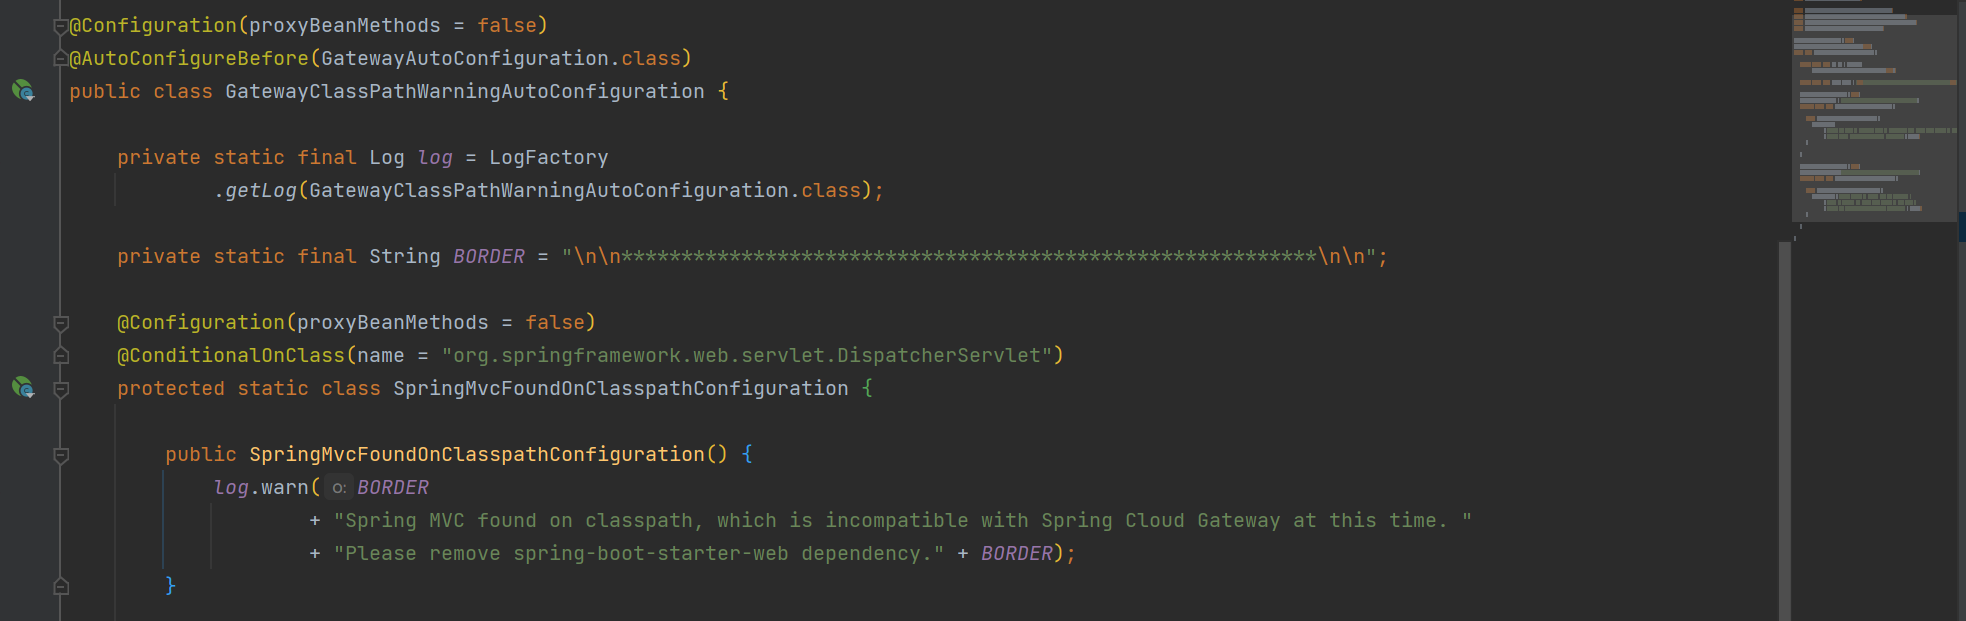 @Configuration(proxyBeanMethods = false)
@AutoConfigureBefore(GatewayAutoConfiguration.class)
public class GatewayClassPathWarningAutoConfiguration {
private static final Log log = LogFactory
.getLog(GatewayClassPathWarningAutoConfiguration.class);
private static final String BORDER = "\n\n**********************************************************\n\n";
@Configuration(proxyBeanMethods = false)
@ConditionalOnClass(name = "org.springframework.web.servlet.DispatcherServlet")
protected static class SpringMvcFoundOnClasspathConfiguration {
public SpringMvcFoundOnClasspathConfiguration() {
log.warn( o: BORDER
+ "Spring MVC found on classpath, which is incompatible with Spring Cloud Gateway at this time. "
+ "Please remove spring-boot-starter-web dependency." + BORDER);
}